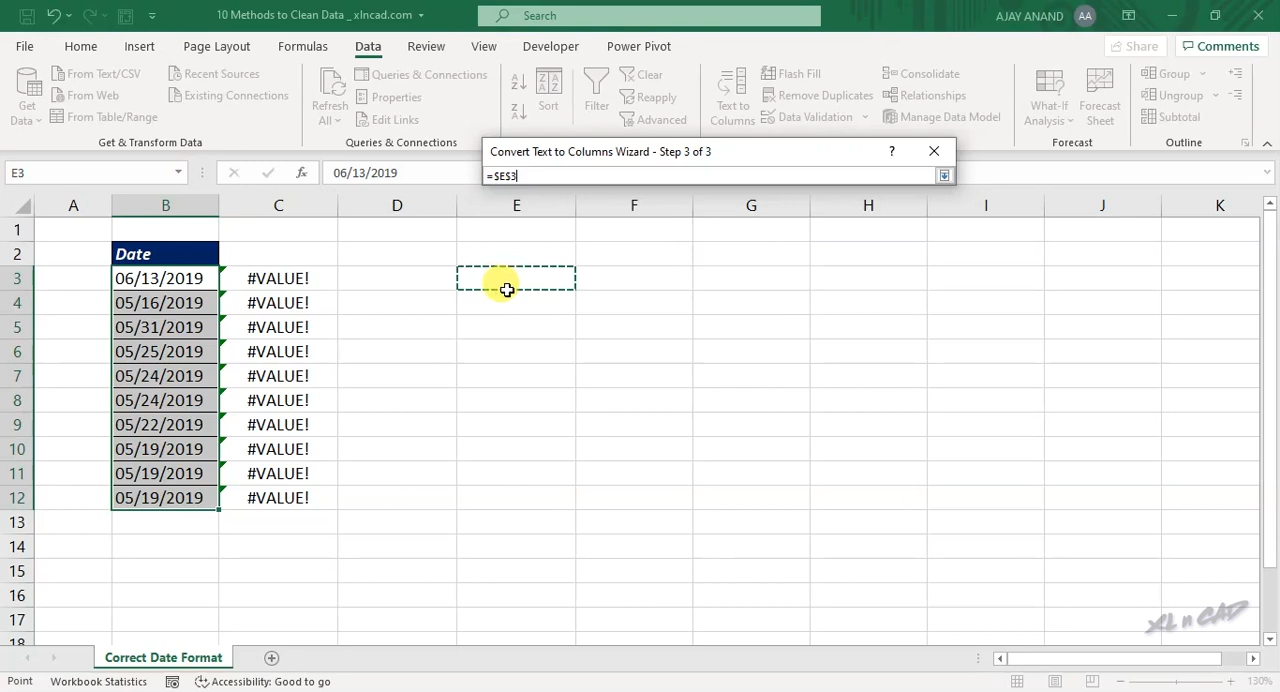 10 Methods to Clean Data _ xlncad.com
Search
AJAY ANAND AA
File Home Insert Page Layout Formulas Data Review View Developer Power Pivot Share Comments
Get Data
From Text/CSV
From Web
From Table/Range
Recent Sources
Existing Connections
Get & Transform Data
Refresh All
Queries & Connections
Properties
Edit Links
Queries & Connections
Sort
Filter
Clear
Reapply
Advanced
Text to Columns
Flash Fill
Remove Duplicates
Data Validation
Consolidate
Relationships
Manage Data Model
What-If Analysis
Forecast Sheet
Forecast
Group
Ungroup
Subtotal
Outline
Convert Text to Columns Wizard - Step 3 of 3 ?
=$E$3
E3 fx 06/13/2019
A B C D E F G H I J K
1
2 Date
3 06/13/2019 #VALUE!
4 05/16/2019 #VALUE!
5 05/31/2019 #VALUE!
6 05/25/2019 #VALUE!
7 05/24/2019 #VALUE!
8 05/24/2019 #VALUE!
9 05/22/2019 #VALUE!
10 05/19/2019 #VALUE!
11 05/19/2019 #VALUE!
12 05/19/2019 #VALUE!
13
14
15
16
17
18
XL n CAD
Correct Date Format
Point Workbook Statistics Accessibility: Good to go 130%